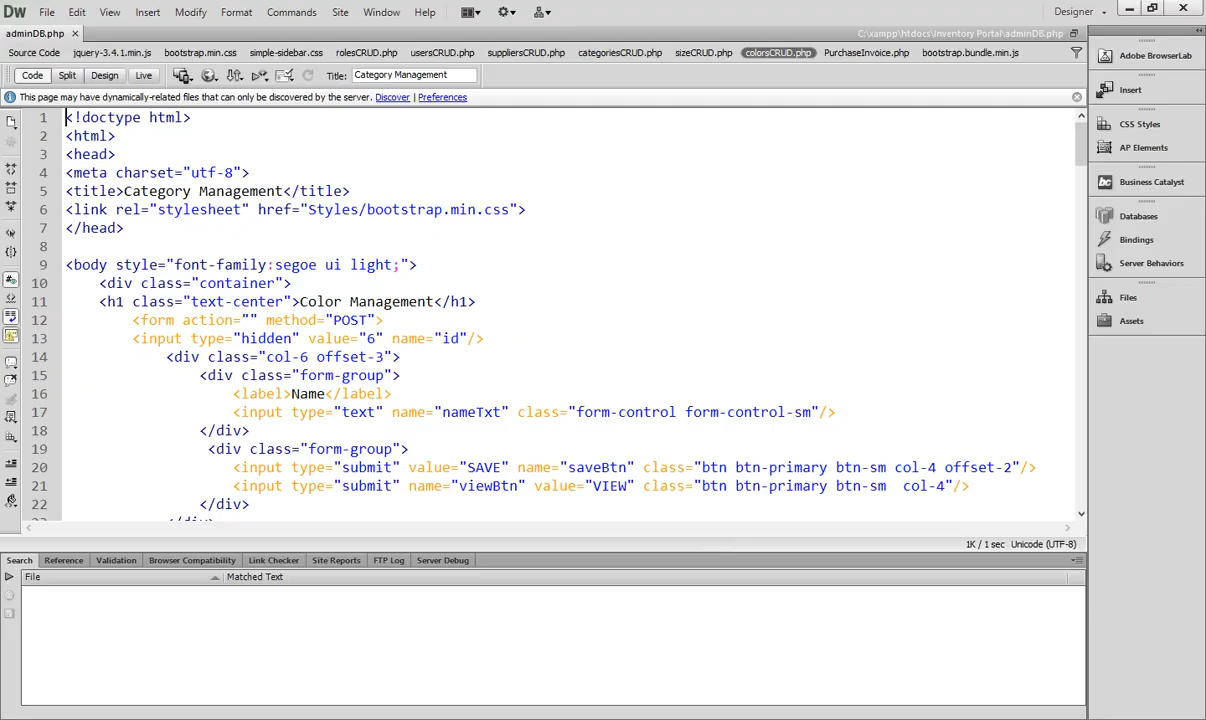 Dw File Edit View Insert Modify Format Commands Site Window Help Designer
adminDB.php C:\xampp\htdocs\Inventory Portal\adminDB.php
Source Code jquery-3.4.1.min.js bootstrap.min.css simple-sidebar.css rolesCRUD.php usersCRUD.php suppliersCRUD.php categoriesCRUD.php sizeCRUD.php colorsCRUD.php PurchaseInvoice.php bootstrap.bundle.min.js
Code Split Design Live Title: Category Management
This page may have dynamically-related files that can only be discovered by the server. Discover | Preferences
1 <!doctype html>
2 <html>
3 <head>
4 <meta charset="utf-8">
5 <title>Category Management</title>
6 <link rel="stylesheet" href="Styles/bootstrap.min.css">
7 </head>
8
9 <body style="font-family:segoe ui light;">
10 <div class="container">
11 <h1 class="text-center">Color Management</h1>
12 <form action="" method="POST">
13 <input type="hidden" value="6" name="id"/>
14 <div class="col-6 offset-3">
15 <div class="form-group">
16 <label>Name</label>
17 <input type="text" name="nameTxt" class="form-control form-control-sm"/>
18 </div>
19 <div class="form-group">
20 <input type="submit" value="SAVE" name="saveBtn" class="btn btn-primary btn-sm col-4 offset-2"/>
21 <input type="submit" name="viewBtn" value="VIEW" class="btn btn-primary btn-sm  col-4"/>
22 </div>
1K / 1 sec Unicode (UTF-8)
Search Reference Validation Browser Compatibility Link Checker Site Reports FTP Log Server Debug
File Matched Text
Adobe BrowserLab
Insert
CSS Styles
AP Elements
Business Catalyst
Databases
Bindings
Server Behaviors
Files
Assets